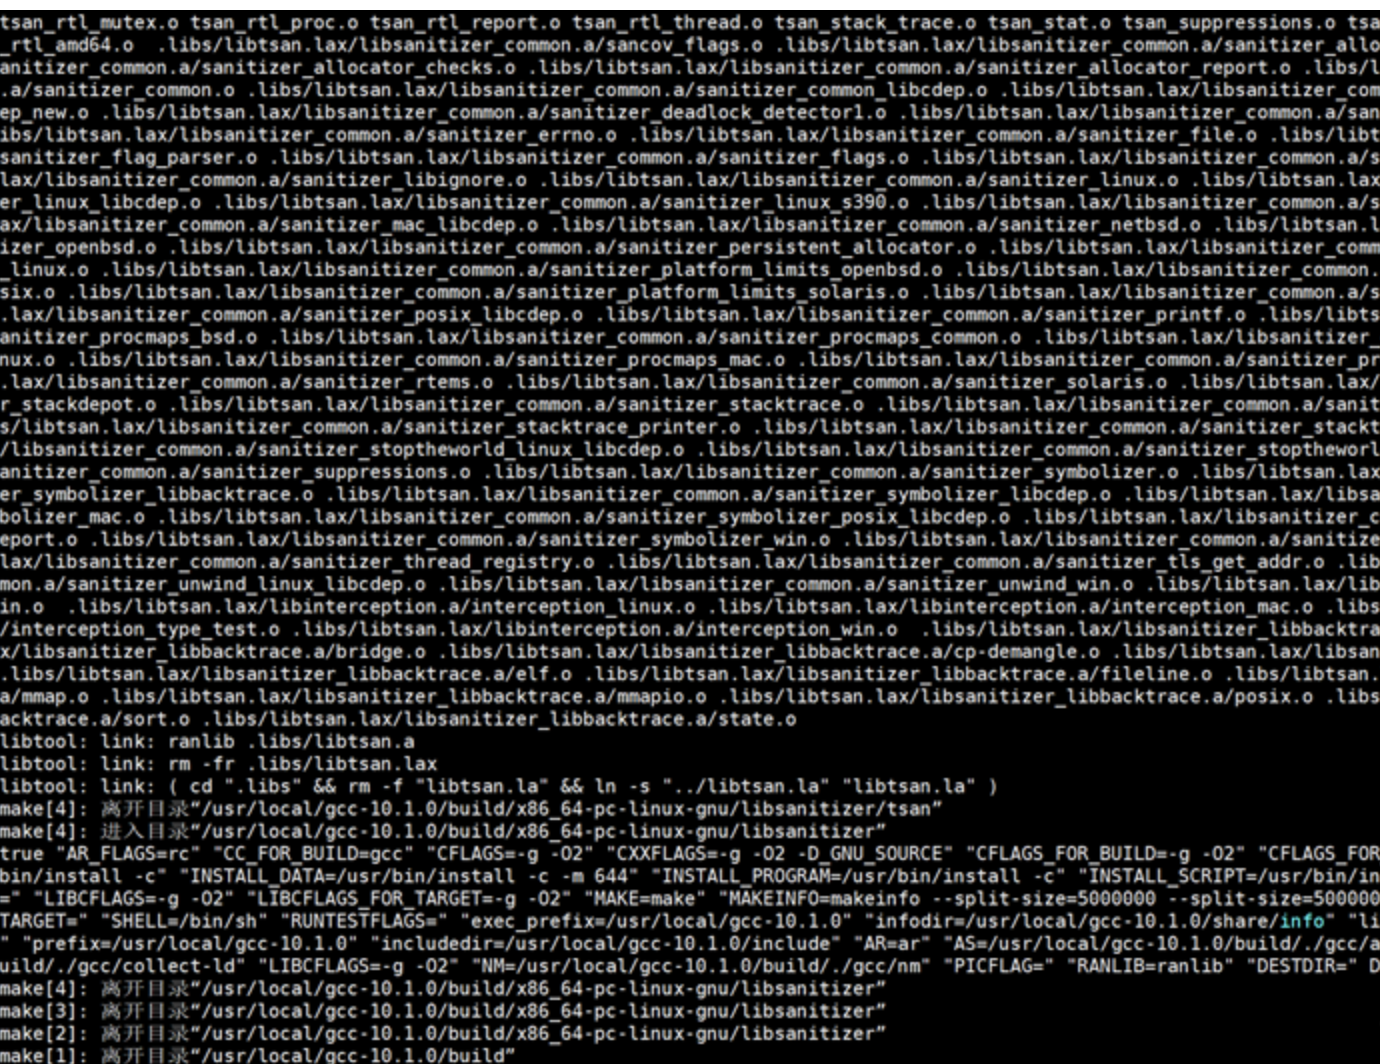 tsan_rtl_mutex.o tsan_rtl_proc.o tsan_rtl_report.o tsan_rtl_thread.o tsan_stack_trace.o tsan_stat.o tsan_suppressions.o tsa
_rtl_amd64.o  .libs/libtsan.lax/libsanitizer_common.a/sancov_flags.o .libs/libtsan.lax/libsanitizer_common.a/sanitizer_allo
anitizer_common.a/sanitizer_allocator_checks.o .libs/libtsan.lax/libsanitizer_common.a/sanitizer_allocator_report.o .libs/l
.a/sanitizer_common.o .libs/libtsan.lax/libsanitizer_common.a/sanitizer_common_libcdep.o .libs/libtsan.lax/libsanitizer_com
ep_new.o .libs/libtsan.lax/libsanitizer_common.a/sanitizer_deadlock_detector1.o .libs/libtsan.lax/libsanitizer_common.a/san
ibs/libtsan.lax/libsanitizer_common.a/sanitizer_errno.o .libs/libtsan.lax/libsanitizer_common.a/sanitizer_file.o .libs/libt
sanitizer_flag_parser.o .libs/libtsan.lax/libsanitizer_common.a/sanitizer_flags.o .libs/libtsan.lax/libsanitizer_common.a/s
lax/libsanitizer_common.a/sanitizer_libignore.o .libs/libtsan.lax/libsanitizer_common.a/sanitizer_linux.o .libs/libtsan.lax
er_linux_libcdep.o .libs/libtsan.lax/libsanitizer_common.a/sanitizer_linux_s390.o .libs/libtsan.lax/libsanitizer_common.a/s
ax/libsanitizer_common.a/sanitizer_mac_libcdep.o .libs/libtsan.lax/libsanitizer_common.a/sanitizer_netbsd.o .libs/libtsan.l
izer_openbsd.o .libs/libtsan.lax/libsanitizer_common.a/sanitizer_persistent_allocator.o .libs/libtsan.lax/libsanitizer_comm
_linux.o .libs/libtsan.lax/libsanitizer_common.a/sanitizer_platform_limits_openbsd.o .libs/libtsan.lax/libsanitizer_common.
six.o .libs/libtsan.lax/libsanitizer_common.a/sanitizer_platform_limits_solaris.o .libs/libtsan.lax/libsanitizer_common.a/s
.lax/libsanitizer_common.a/sanitizer_posix_libcdep.o .libs/libtsan.lax/libsanitizer_common.a/sanitizer_printf.o .libs/libts
anitizer_procmaps_bsd.o .libs/libtsan.lax/libsanitizer_common.a/sanitizer_procmaps_common.o .libs/libtsan.lax/libsanitizer_
nux.o .libs/libtsan.lax/libsanitizer_common.a/sanitizer_procmaps_mac.o .libs/libtsan.lax/libsanitizer_common.a/sanitizer_pr
.lax/libsanitizer_common.a/sanitizer_rtems.o .libs/libtsan.lax/libsanitizer_common.a/sanitizer_solaris.o .libs/libtsan.lax/
r_stackdepot.o .libs/libtsan.lax/libsanitizer_common.a/sanitizer_stacktrace.o .libs/libtsan.lax/libsanitizer_common.a/sanit
s/libtsan.lax/libsanitizer_common.a/sanitizer_stacktrace_printer.o .libs/libtsan.lax/libsanitizer_common.a/sanitizer_stackt
/libsanitizer_common.a/sanitizer_stoptheworld_linux_libcdep.o .libs/libtsan.lax/libsanitizer_common.a/sanitizer_stoptheworl
anitizer_common.a/sanitizer_suppressions.o .libs/libtsan.lax/libsanitizer_common.a/sanitizer_symbolizer.o .libs/libtsan.lax
er_symbolizer_libbacktrace.o .libs/libtsan.lax/libsanitizer_common.a/sanitizer_symbolizer_libcdep.o .libs/libtsan.lax/libsa
bolizer_mac.o .libs/libtsan.lax/libsanitizer_common.a/sanitizer_symbolizer_posix_libcdep.o .libs/libtsan.lax/libsanitizer_c
eport.o .libs/libtsan.lax/libsanitizer_common.a/sanitizer_symbolizer_win.o .libs/libtsan.lax/libsanitizer_common.a/sanitize
lax/libsanitizer_common.a/sanitizer_thread_registry.o .libs/libtsan.lax/libsanitizer_common.a/sanitizer_tls_get_addr.o .lib
mon.a/sanitizer_unwind_linux_libcdep.o .libs/libtsan.lax/libsanitizer_common.a/sanitizer_unwind_win.o .libs/libtsan.lax/lib
in.o  .libs/libtsan.lax/libinterception.a/interception_linux.o .libs/libtsan.lax/libinterception.a/interception_mac.o .libs
/interception_type_test.o .libs/libtsan.lax/libinterception.a/interception_win.o  .libs/libtsan.lax/libsanitizer_libbacktra
x/libsanitizer_libbacktrace.a/bridge.o .libs/libtsan.lax/libsanitizer_libbacktrace.a/cp-demangle.o .libs/libtsan.lax/libsan
.libs/libtsan.lax/libsanitizer_libbacktrace.a/elf.o .libs/libtsan.lax/libsanitizer_libbacktrace.a/fileline.o .libs/libtsan.
a/mmap.o .libs/libtsan.lax/libsanitizer_libbacktrace.a/mmapio.o .libs/libtsan.lax/libsanitizer_libbacktrace.a/posix.o .libs
acktrace.a/sort.o .libs/libtsan.lax/libsanitizer_libbacktrace.a/state.o
libtool: link: ranlib .libs/libtsan.a
libtool: link: rm -fr .libs/libtsan.lax
libtool: link: ( cd ".libs" && rm -f "libtsan.la" && ln -s "../libtsan.la" "libtsan.la" )
make[4]: 离开目录“/usr/local/gcc-10.1.0/build/x86_64-pc-linux-gnu/libsanitizer/tsan”
make[4]: 进入目录“/usr/local/gcc-10.1.0/build/x86_64-pc-linux-gnu/libsanitizer”
true "AR_FLAGS=rc" "CC_FOR_BUILD=gcc" "CFLAGS=-g -O2" "CXXFLAGS=-g -O2 -D_GNU_SOURCE" "CFLAGS_FOR_BUILD=-g -O2" "CFLAGS_FOR
bin/install -c" "INSTALL_DATA=/usr/bin/install -c -m 644" "INSTALL_PROGRAM=/usr/bin/install -c" "INSTALL_SCRIPT=/usr/bin/in
=" "LIBCFLAGS=-g -O2" "LIBCFLAGS_FOR_TARGET=-g -O2" "MAKE=make" "MAKEINFO=makeinfo --split-size=5000000 --split-size=500000
TARGET=" "SHELL=/bin/sh" "RUNTESTFLAGS=" "exec_prefix=/usr/local/gcc-10.1.0" "infodir=/usr/local/gcc-10.1.0/share/info" "li
" "prefix=/usr/local/gcc-10.1.0" "includedir=/usr/local/gcc-10.1.0/include" "AR=ar" "AS=/usr/local/gcc-10.1.0/build/./gcc/a
uild/./gcc/collect-ld" "LIBCFLAGS=-g -O2" "NM=/usr/local/gcc-10.1.0/build/./gcc/nm" "PICFLAG=" "RANLIB=ranlib" "DESTDIR=" D
make[4]: 离开目录“/usr/local/gcc-10.1.0/build/x86_64-pc-linux-gnu/libsanitizer”
make[3]: 离开目录“/usr/local/gcc-10.1.0/build/x86_64-pc-linux-gnu/libsanitizer”
make[2]: 离开目录“/usr/local/gcc-10.1.0/build/x86_64-pc-linux-gnu/libsanitizer”
make[1]: 离开目录“/usr/local/gcc-10.1.0/build”